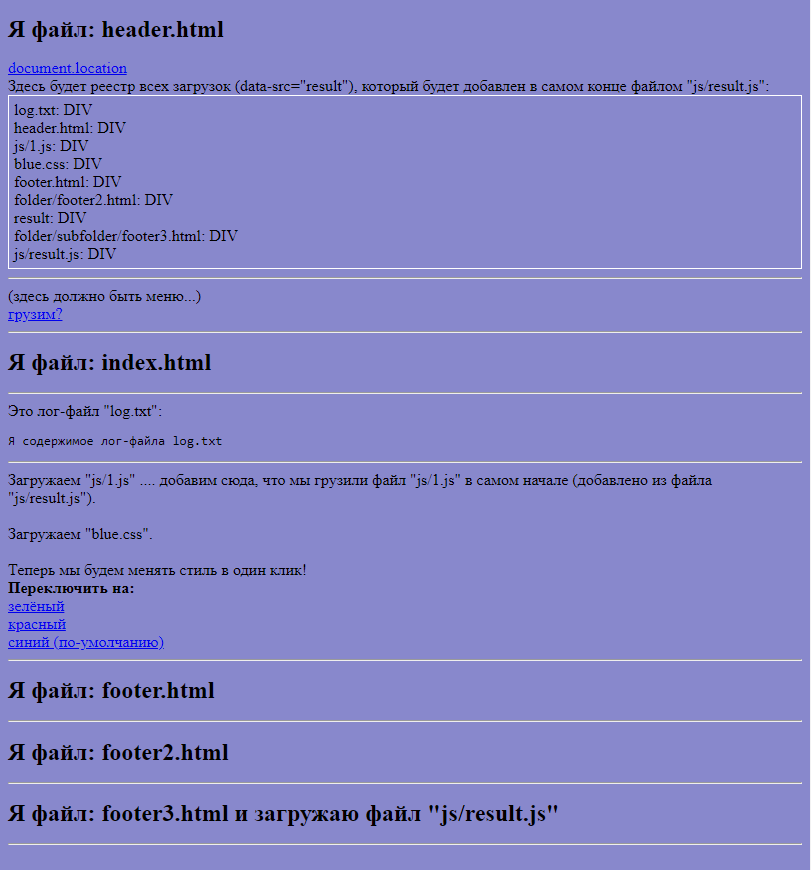 Я файл: header.html
document.location
Здесь будет реестр всех загрузок (data-src="result"), который будет добавлен в самом конце файлом "js/result.js":
log.txt: DIV
header.html: DIV
js/1.js: DIV
blue.css: DIV
footer.html: DIV
folder/footer2.html: DIV
result: DIV
folder/subfolder/footer3.html: DIV
js/result.js: DIV
(здесь должно быть меню...)
грузим?
Я файл: index.html
Это лог-файл "log.txt":
Я содержимое лог-файла log.txt
Загружаем "js/1.js" .... добавим сюда, что мы грузили файл "js/1.js" в самом начале (добавлено из файла
"js/result.js").
Загружаем "blue.css".
Теперь мы будем менять стиль в один клик!
Переключить на:
зелёный
красный
синий (по-умолчанию)
Я файл: footer.html
Я файл: footer2.html
Я файл: footer3.html и загружаю файл "js/result.js"